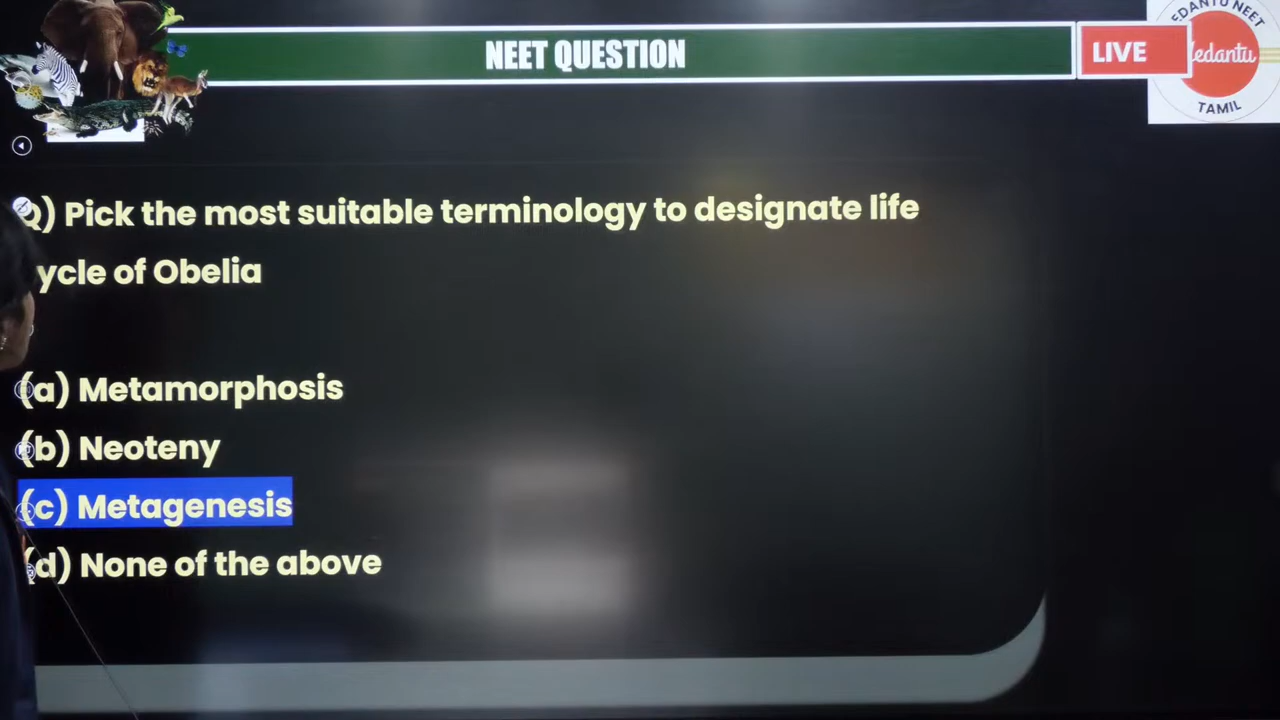 NEET QUESTION
LIVE
EDANTU NEET
Vedantu
TAMIL
Q) Pick the most suitable terminology to designate life
ycle of Obelia
(a) Metamorphosis
(b) Neoteny
(c) Metagenesis
(d) None of the above